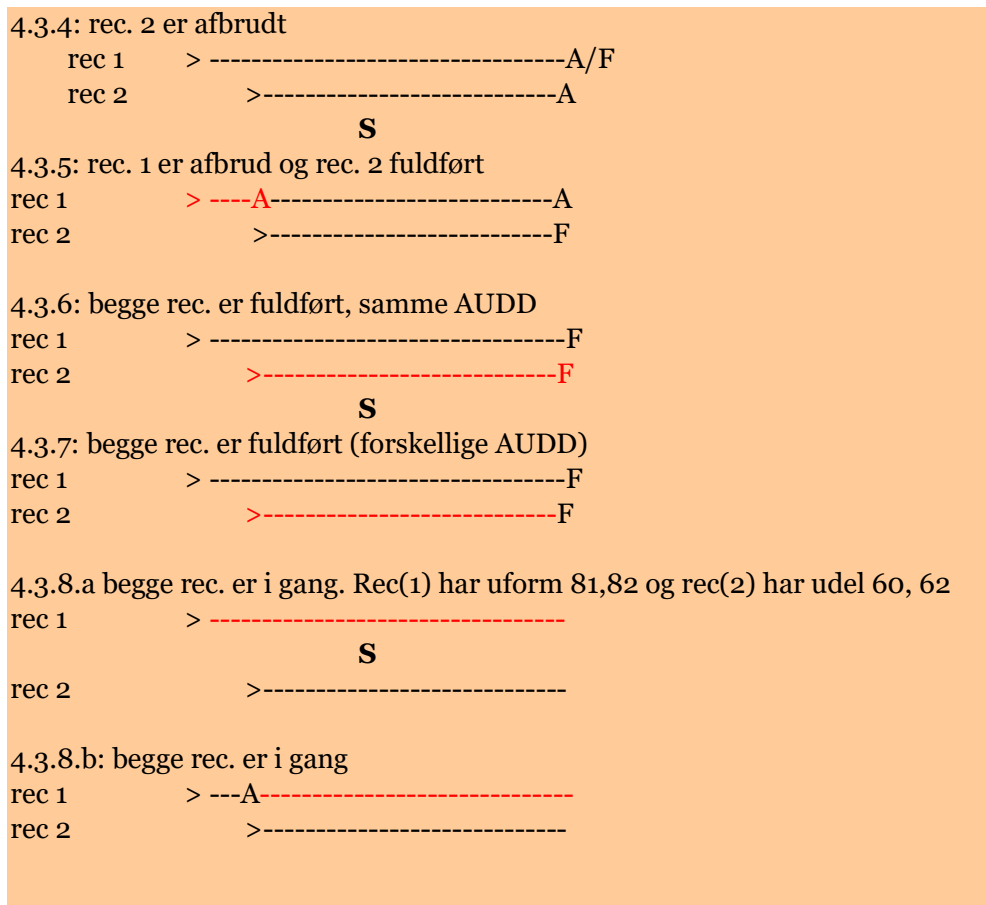 4.3.4: rec. 2 er afbrudt
rec 1 > ----------------------------------A/F
rec 2 >----------------------------A
S
4.3.5: rec. 1 er afbrud og rec. 2 fuldført
rec 1 > ----A---------------------------A
rec 2 >---------------------------F
4.3.6: begge rec. er fuldført, samme AUDD
rec 1 > ----------------------------------F
rec 2 >----------------------------F
S
4.3.7: begge rec. er fuldført (forskellige AUDD)
rec 1 > ----------------------------------F
rec 2 >----------------------------F
4.3.8.a begge rec. er i gang. Rec(1) har uform 81,82 og rec(2) har udel 60, 62
rec 1 > ----------------------------------
S
rec 2 >-----------------------------
4.3.8.b: begge rec. er i gang
rec 1 > ---A------------------------------
rec 2 >-----------------------------